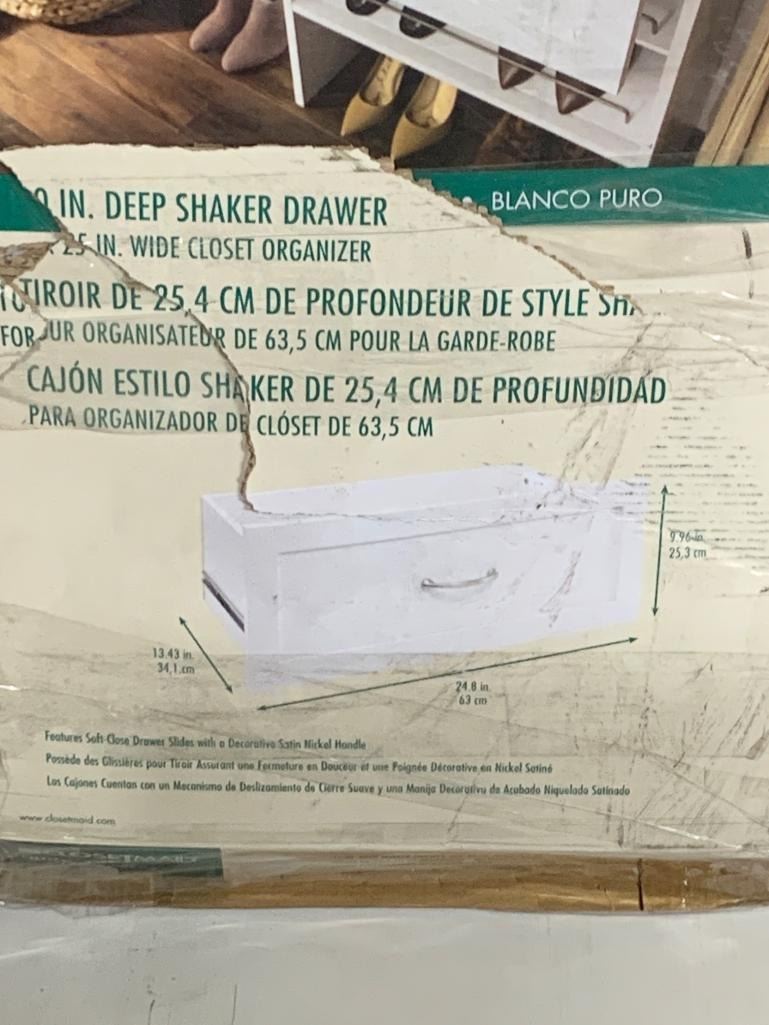 BLANCO PURO
IN. DEEP SHAKER DRAWER
25 IN. WIDE CLOSET ORGANIZER
TIROIR DE 25,4 CM DE PROFONDEUR DE STYLE
FOR UR ORGANISATEUR DE 63,5 CM POUR LA GARDE-ROBE
CAJÓN ESTILO SHAKER DE 25,4 CM DE PROFUNDIDAD
PARA ORGANIZADOR DE CLÓSET DE 63,5 CM
9.96 in.
25,3 cm
13.43 in.
34,1 cm
24.8 in.
63 cm
Features Soft-Close Drawer Slides with a Decorative Satin Nickel Handle
Possède des Glissières pour Tiroir Assurant une Fermeture en Douceur et une Poignée Décorative en Nickel Satiné
Los Cajones Cuentan con un Mecanismo de Deslizamiento de Cierre Suave y una Manija Decorativa de Acabado Niquelado Satinado
www.closetmaid.com